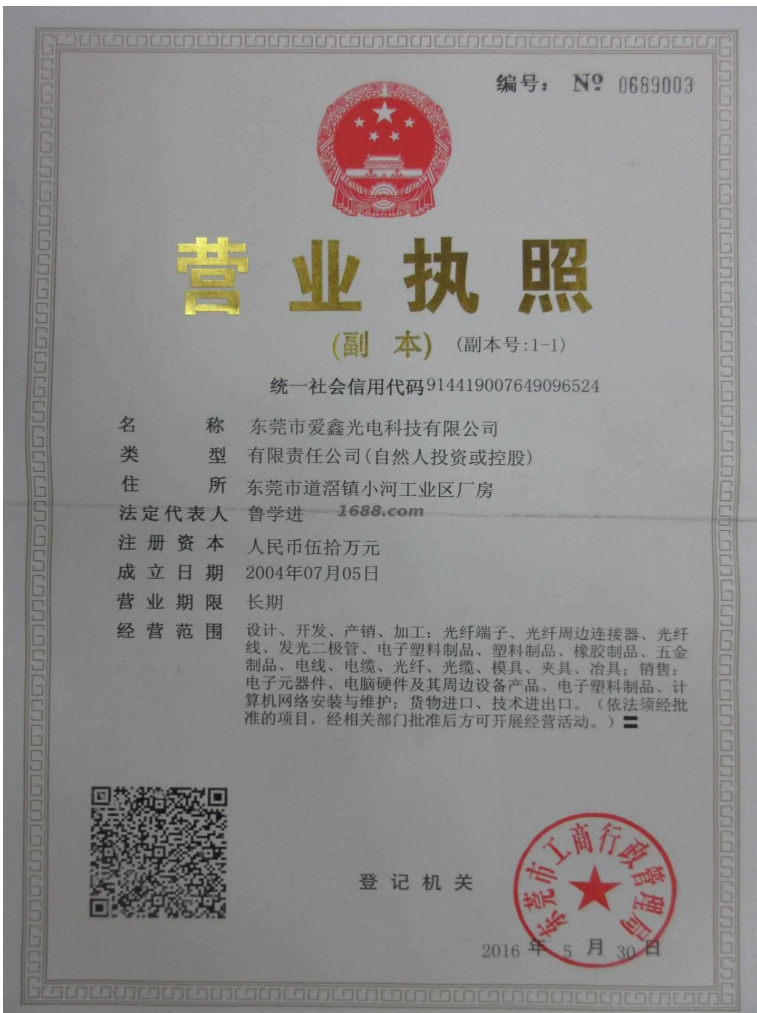 编号： № 0689003
营业执照
(副 本) (副本号:1-1)
统一社会信用代码914419007649096524
名 称 东莞市爱鑫光电科技有限公司
类 型 有限责任公司(自然人投资或控股)
住 所 东莞市道滘镇小河工业区厂房
法定代表人 鲁学进
1688.com
注册资本 人民币伍拾万元
成立日期 2004年07月05日
营业期限 长期
经营范围 设计、开发、产销、加工：光纤端子、光纤周边连接器、光纤
线、发光二极管、电子塑料制品、塑料制品、橡胶制品、五金
制品、电线、电缆、光纤、光缆、模具、夹具、冶具；销售：
电子元器件、电脑硬件及其周边设备产品、电子塑料制品、计
算机网络安装与维护；货物进口、技术进出口。（依法须经批
准的项目，经相关部门批准后方可开展经营活动。）
登记机关
东莞市工商行政管理局
2016 年 5 月 30 日